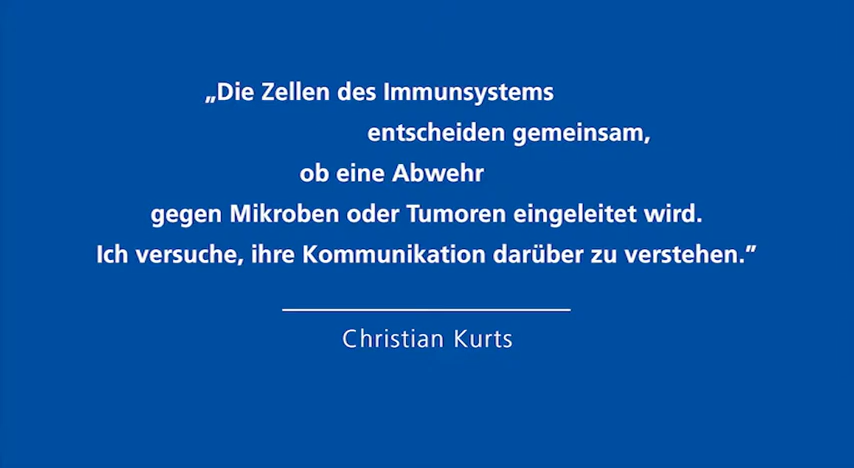 „Die Zellen des Immunsystems
entscheiden gemeinsam,
ob eine Abwehr
gegen Mikroben oder Tumoren eingeleitet wird.
Ich versuche, ihre Kommunikation darüber zu verstehen.”
Christian Kurts